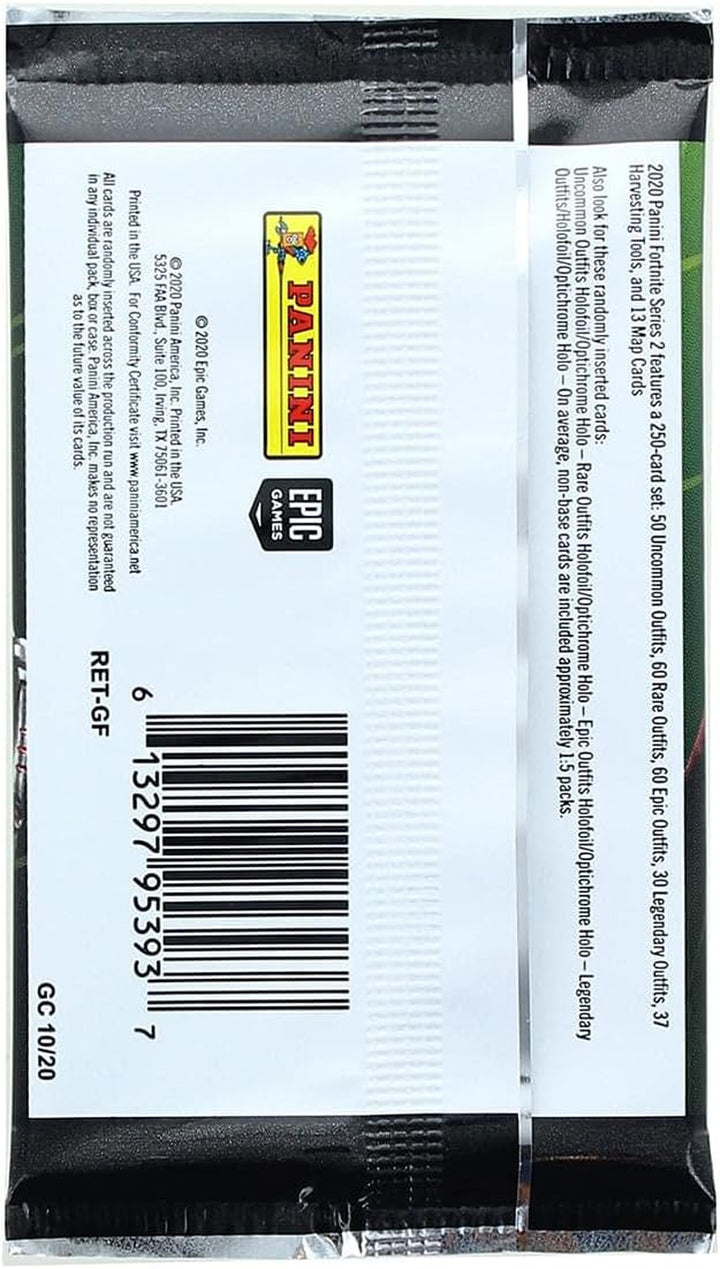 2020 Panini Fortnite Series 2 features a 250-card set: 50 Uncommon Outfits, 60 Rare Outfits, 60 Epic Outfits, 30 Legendary Outfits, 37
Harvesting Tools, and 13 Map Cards
Also look for these randomly inserted cards:
Uncommon Outfits Holofoil/Optichrome Holo – Rare Outfits Holofoil/Optichrome Holo – Epic Outfits Holofoil/Optichrome Holo – Legendary
Outfits/Holofoil/Optichrome Holo – On average, non-base cards are included approximately 1:5 packs.
PANINI
EPIC
GAMES
© 2020 Epic Games, Inc.
© 2020 Panini America, Inc. Printed in the USA.
5325 FAA Blvd., Suite 100, Irving, TX 75061-3601
Printed in the USA. For Conformity Certificate visit www.paniniamerica.net
All cards are randomly inserted across the production run and are not guaranteed
in any individual pack, box or case. Panini America, Inc. makes no representation
as to the future value of its cards.
6 13297 95393 7
RET-GF
GC 10/20